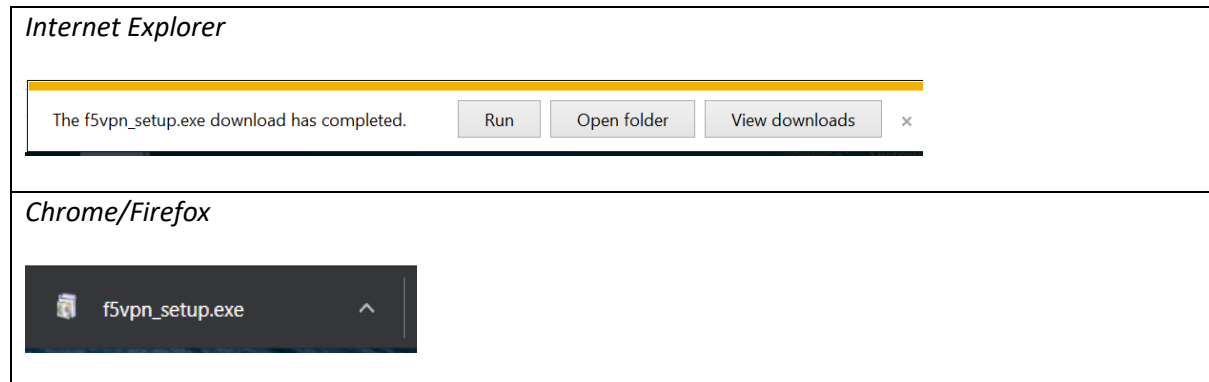 Internet Explorer
The f5vpn_setup.exe download has completed. Run Open folder View downloads ×
Chrome/Firefox
f5vpn_setup.exe